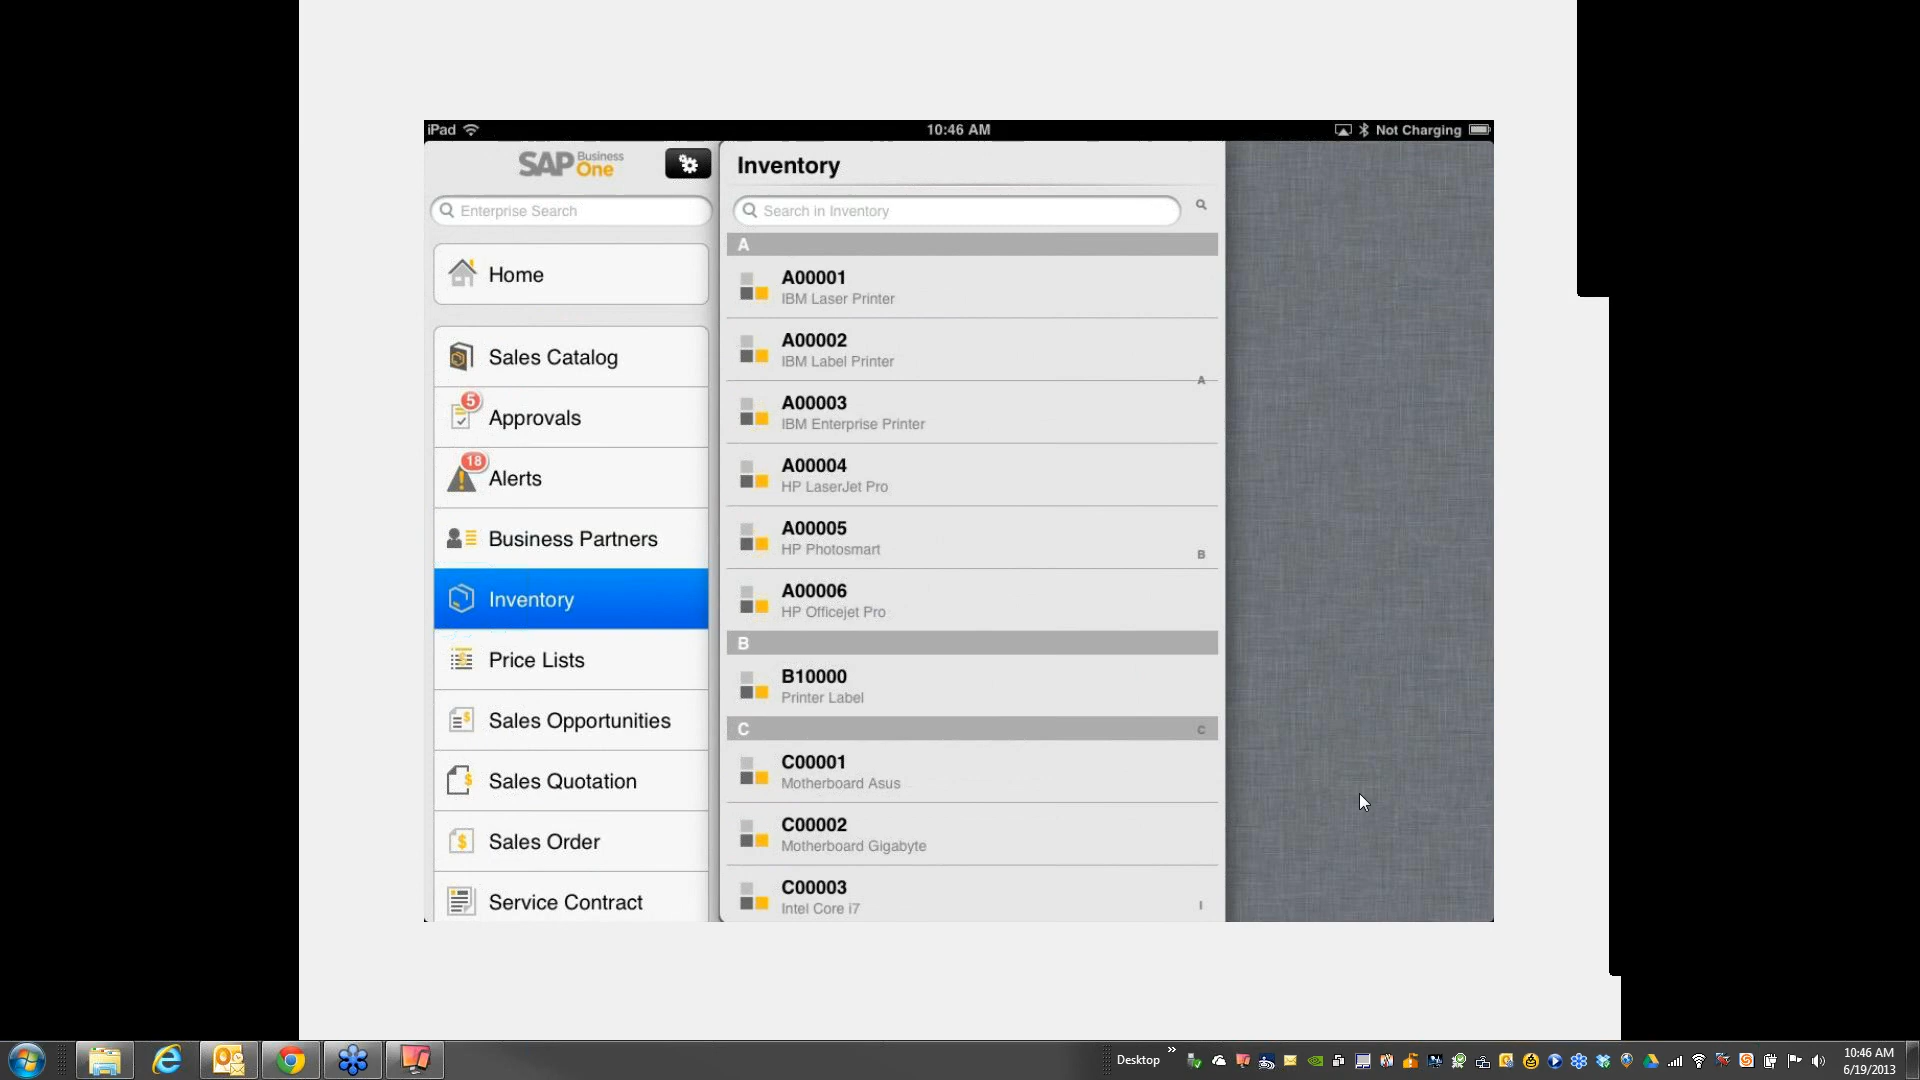 iPad
10:46 AM
Not Charging
SAP Business One
Enterprise Search
Home
Sales Catalog
5
Approvals
18
Alerts
Business Partners
Inventory
Price Lists
Sales Opportunities
Sales Quotation
Sales Order
Service Contract
Inventory
Search in Inventory
A
A00001
IBM Laser Printer
A00002
IBM Label Printer
A00003
IBM Enterprise Printer
A00004
HP LaserJet Pro
A00005
HP Photosmart
A00006
HP Officejet Pro
B
B10000
Printer Label
C
C00001
Motherboard Asus
C00002
Motherboard Gigabyte
C00003
Intel Core i7
A
B
C
I
Desktop
10:46 AM
6/19/2013